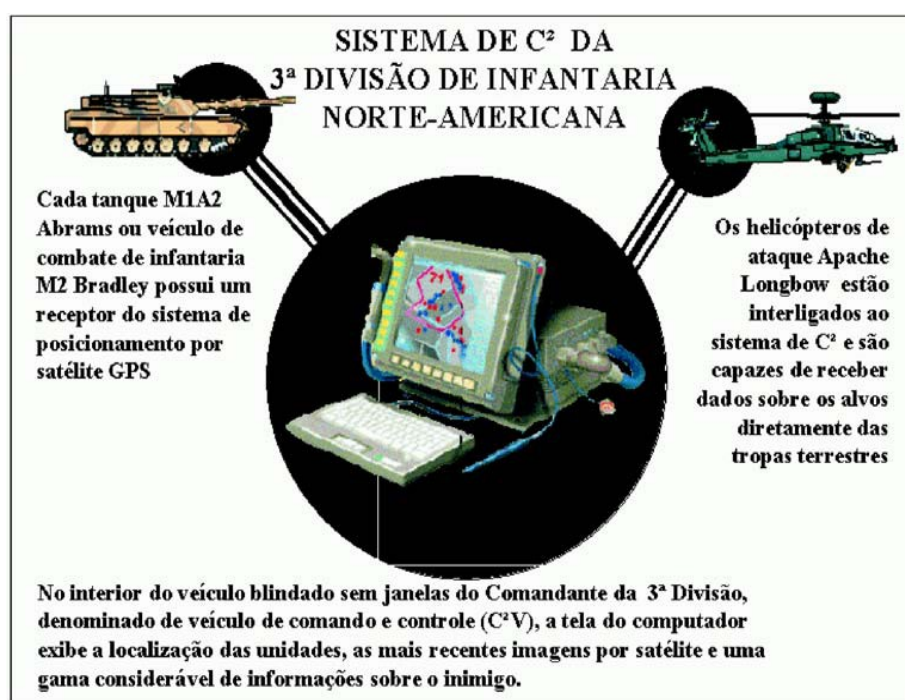 SISTEMA DE C² DA
3ª DIVISÃO DE INFANTARIA
NORTE-AMERICANA
Cada tanque M1A2
Abrams ou veículo de
combate de infantaria
M2 Bradley possui um
receptor do sistema de
posicionamento por
satélite GPS
Os helicópteros de
ataque Apache
Longbow estão
interligados ao
sistema de C² e são
capazes de receber
dados sobre os alvos
diretamente das
tropas terrestres
71
No interior do veículo blindado sem janelas do Comandante da 3ª Divisão,
denominado de veículo de comando e controle (C²V), a tela do computador
exibe a localização das unidades, as mais recentes imagens por satélite e uma
gama considerável de informações sobre o inimigo.